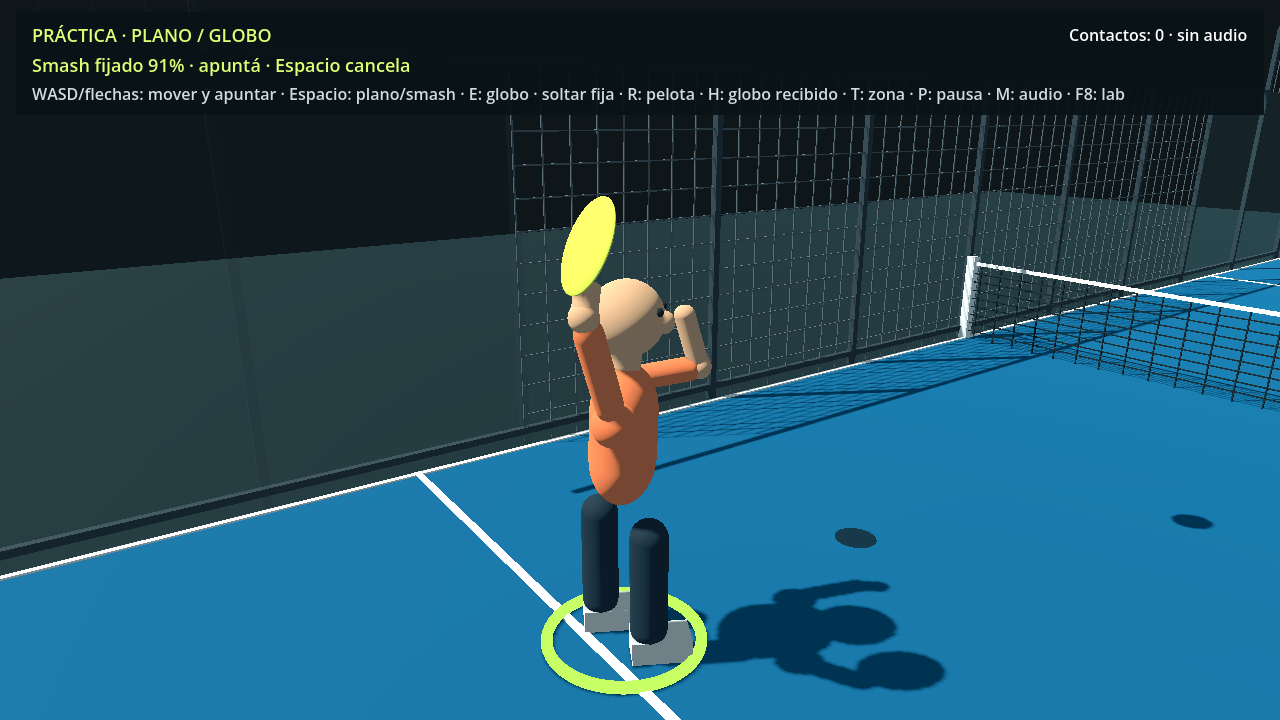 PRÁCTICA · PLANO / GLOBO
Contactos: 0 · sin audio
Smash fijado 91% · apuntá · Espacio cancela
WASD/flechas: mover y apuntar · Espacio: plano/smash · E: globo · soltar fija · R: pelota · H: globo recibido · T: zona · P: pausa · M: audio · F8: lab